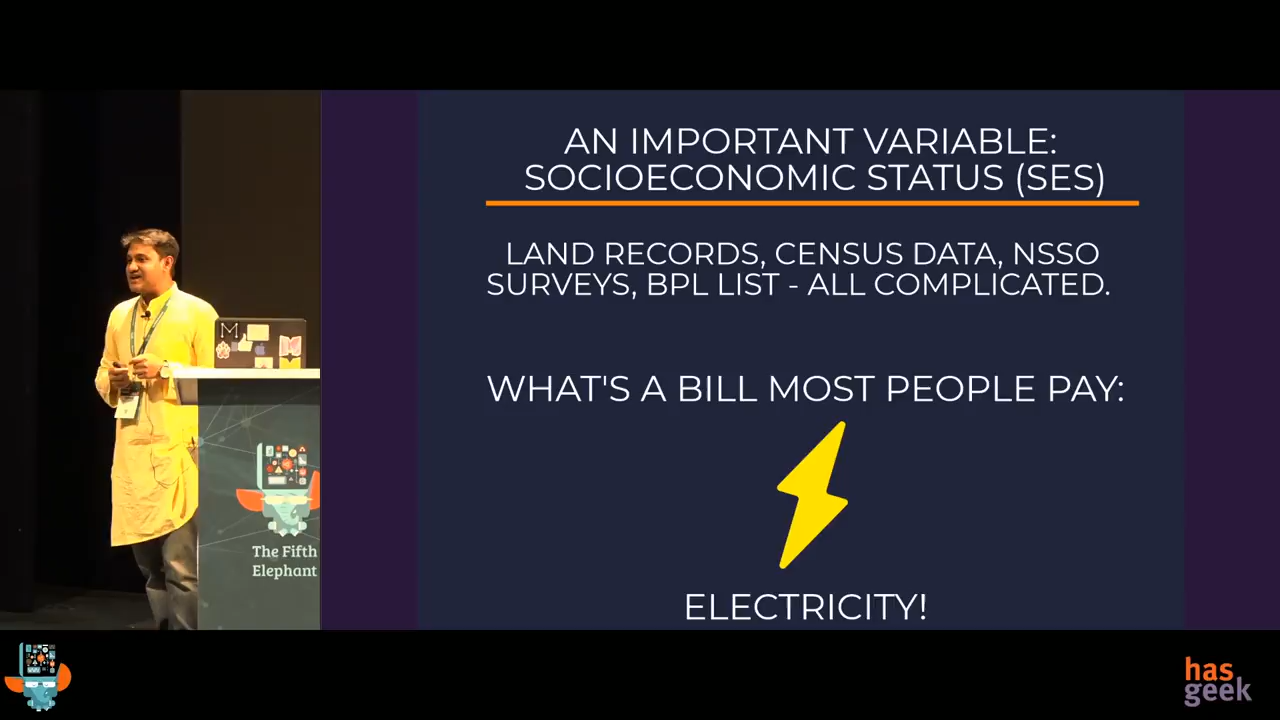 AN IMPORTANT VARIABLE:
SOCIOECONOMIC STATUS (SES)
LAND RECORDS, CENSUS DATA, NSSO
SURVEYS, BPL LIST - ALL COMPLICATED.
WHAT'S A BILL MOST PEOPLE PAY:
ELECTRICITY!
M
The Fifth
Elephant
has
geek